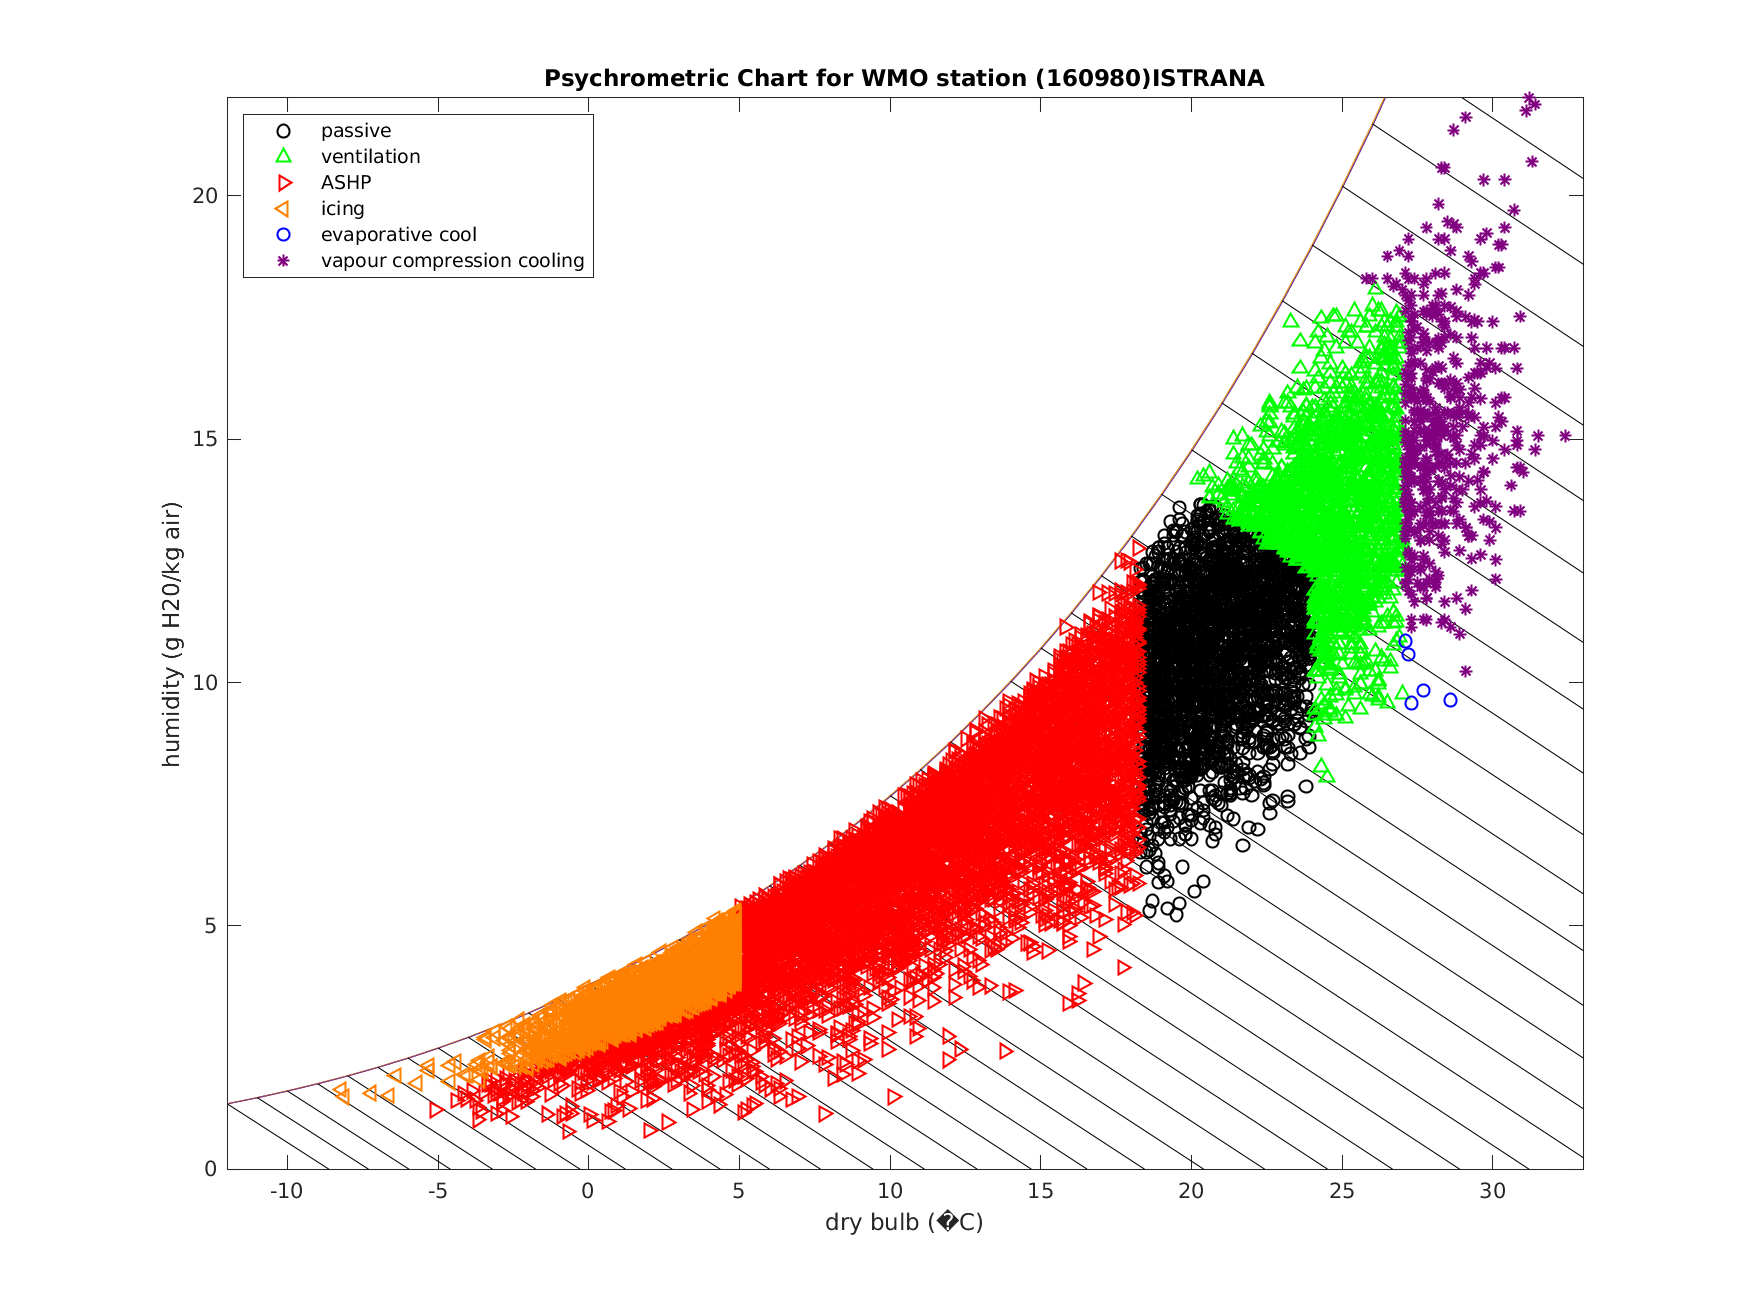 Psychrometric Chart for WMO station (160980)ISTRANA
passive
ventilation
ASHP
icing
evaporative cool
vapour compression cooling
humidity (g H20/kg air)
20
15
10
5
0
-10 -5 0 5 10 15 20 25 30
dry bulb (�C)